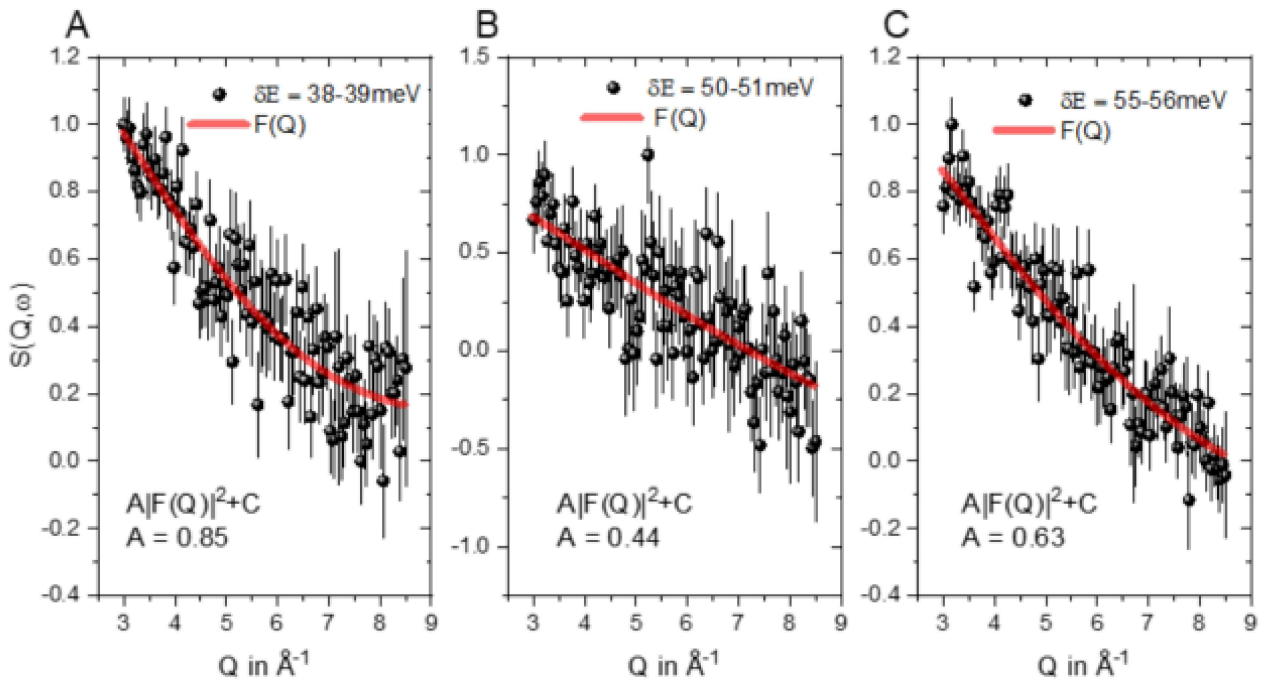 A
B
C
1.2
1.0
0.8
0.6
0.4
0.2
0.0
-0.2
-0.4
S(Q,ω)
δE = 38-39meV
F(Q)
A|F(Q)|²+C
A = 0.85
3 4 5 6 7 8 9
Q in Å⁻¹
1.5
1.0
0.5
0.0
-0.5
-1.0
δE = 50-51meV
F(Q)
A|F(Q)|²+C
A = 0.44
3 4 5 6 7 8 9
Q in Å⁻¹
1.2
1.0
0.8
0.6
0.4
0.2
0.0
-0.2
-0.4
δE = 55-56meV
F(Q)
A|F(Q)|²+C
A = 0.63
3 4 5 6 7 8 9
Q in Å⁻¹